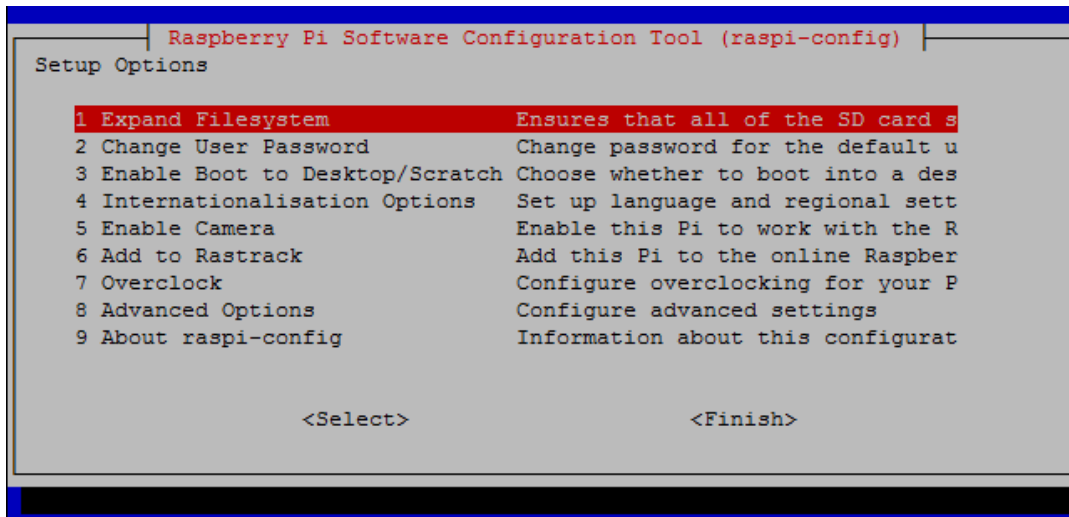 Raspberry Pi Software Configuration Tool (raspi-config)
Setup Options
1 Expand Filesystem Ensures that all of the SD card s
2 Change User Password Change password for the default u
3 Enable Boot to Desktop/Scratch Choose whether to boot into a des
4 Internationalisation Options Set up language and regional sett
5 Enable Camera Enable this Pi to work with the R
6 Add to Rastrack Add this Pi to the online Raspber
7 Overclock Configure overclocking for your P
8 Advanced Options Configure advanced settings
9 About raspi-config Information about this configurat
<Select> <Finish>